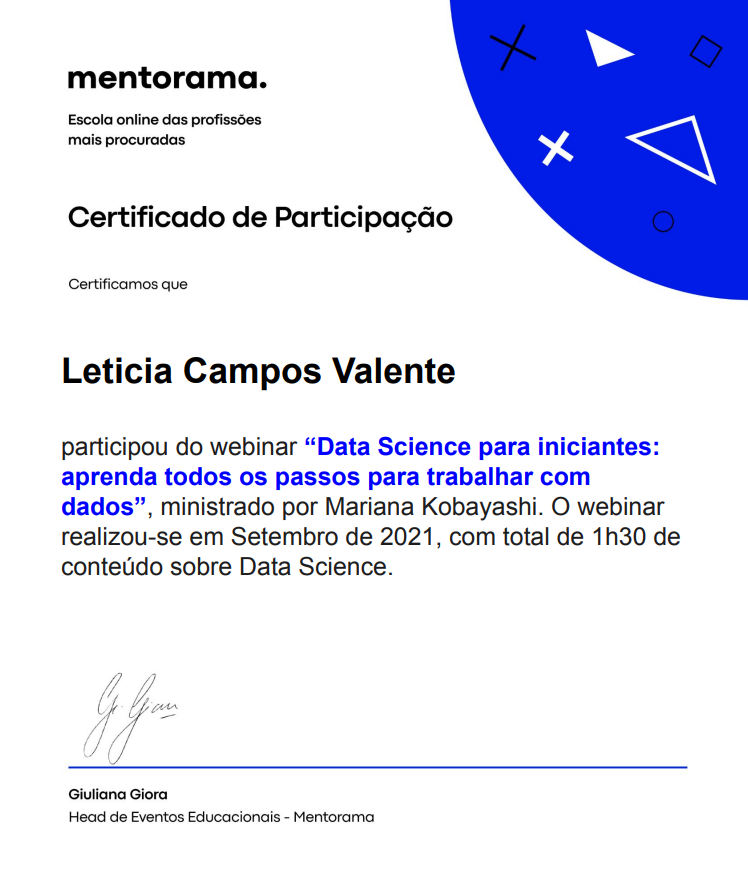 mentorama.
Escola online das profissões
mais procuradas
Certificado de Participação
Certificamos que
Leticia Campos Valente
participou do webinar “Data Science para iniciantes:
aprenda todos os passos para trabalhar com
dados”, ministrado por Mariana Kobayashi. O webinar
realizou-se em Setembro de 2021, com total de 1h30 de
conteúdo sobre Data Science.
Giuliana Giora
Head de Eventos Educacionais - Mentorama